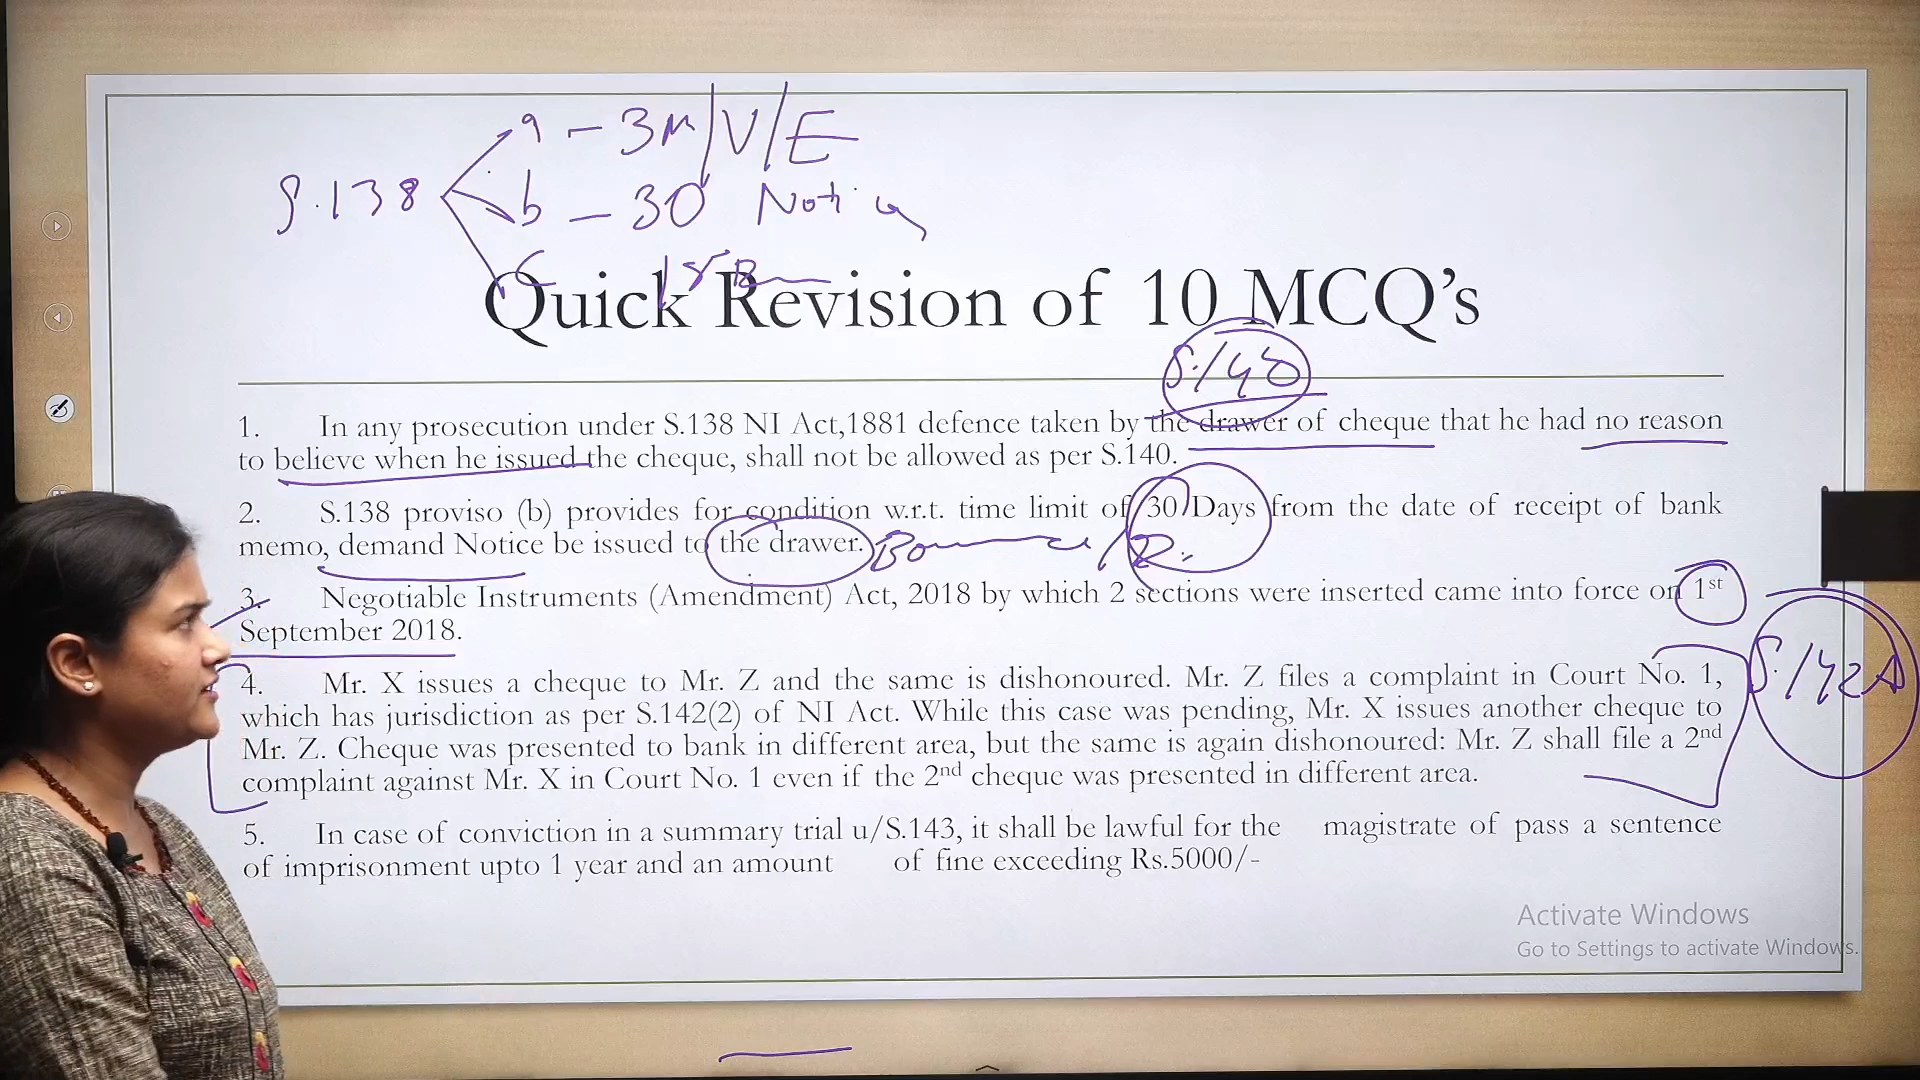 a - 3m/V/E
S.138
b - 30 Notice
c 15
Quick Revision of 10 MCQ's
S.140
1. In any prosecution under S.138 NI Act,1881 defence taken by the drawer of cheque that he had no reason
to believe when he issued the cheque, shall not be allowed as per S.140.
2. S.138 proviso (b) provides for condition w.r.t. time limit of 30 Days from the date of receipt of bank
memo, demand Notice be issued to the drawer.
3. Negotiable Instruments (Amendment) Act, 2018 by which 2 sections were inserted came into force on 1st
September 2018.
4. Mr. X issues a cheque to Mr. Z and the same is dishonoured. Mr. Z files a complaint in Court No. 1,
which has jurisdiction as per S.142(2) of NI Act. While this case was pending, Mr. X issues another cheque to
Mr. Z. Cheque was presented to bank in different area, but the same is again dishonoured: Mr. Z shall file a 2nd
complaint against Mr. X in Court No. 1 even if the 2nd cheque was presented in different area.
S.142A
5. In case of conviction in a summary trial u/S.143, it shall be lawful for the magistrate of pass a sentence
of imprisonment upto 1 year and an amount of fine exceeding Rs.5000/-
Activate Windows
Go to Settings to activate Windows.